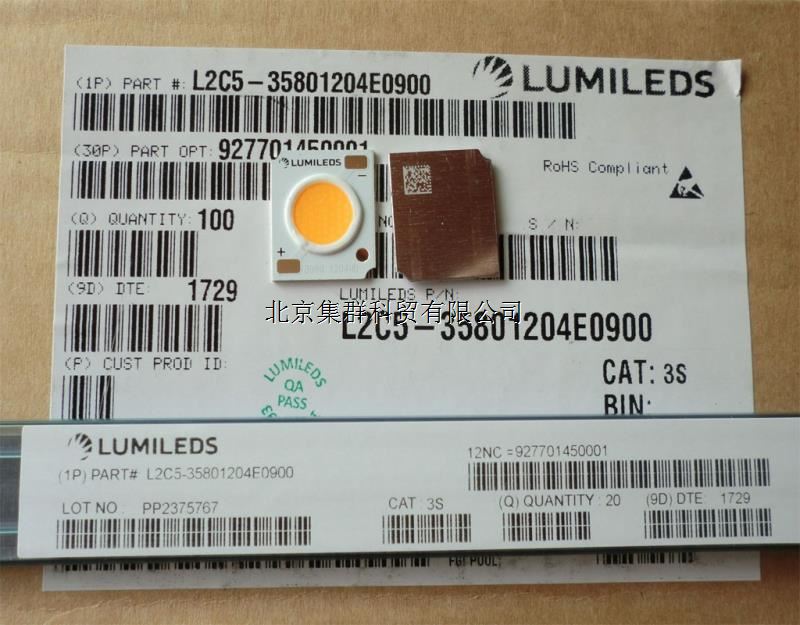 (1P) PART #: L2C5-35801204E0900
LUMILEDS
(30P) PART OPT: 927701450001
RoHS Compliant
LUMILEDS
−
(Q) QUANTITY: 100
S / N:
+
(9D) DTE: 1729
LUMILEDS P/N:
北京集群科贸有限公司
L2C5-35801204E0900
(P) CUST PROD ID:
LUMILEDS
QA
PASS
CAT: 3S
BIN:
LUMILEDS
(1P) PART# L2C5-35801204E0900
12NC =927701450001
LOT NO : PP2375767
CAT : 3S
(Q) QUANTITY : 20
(9D) DTE: 1729
FGI POOL: